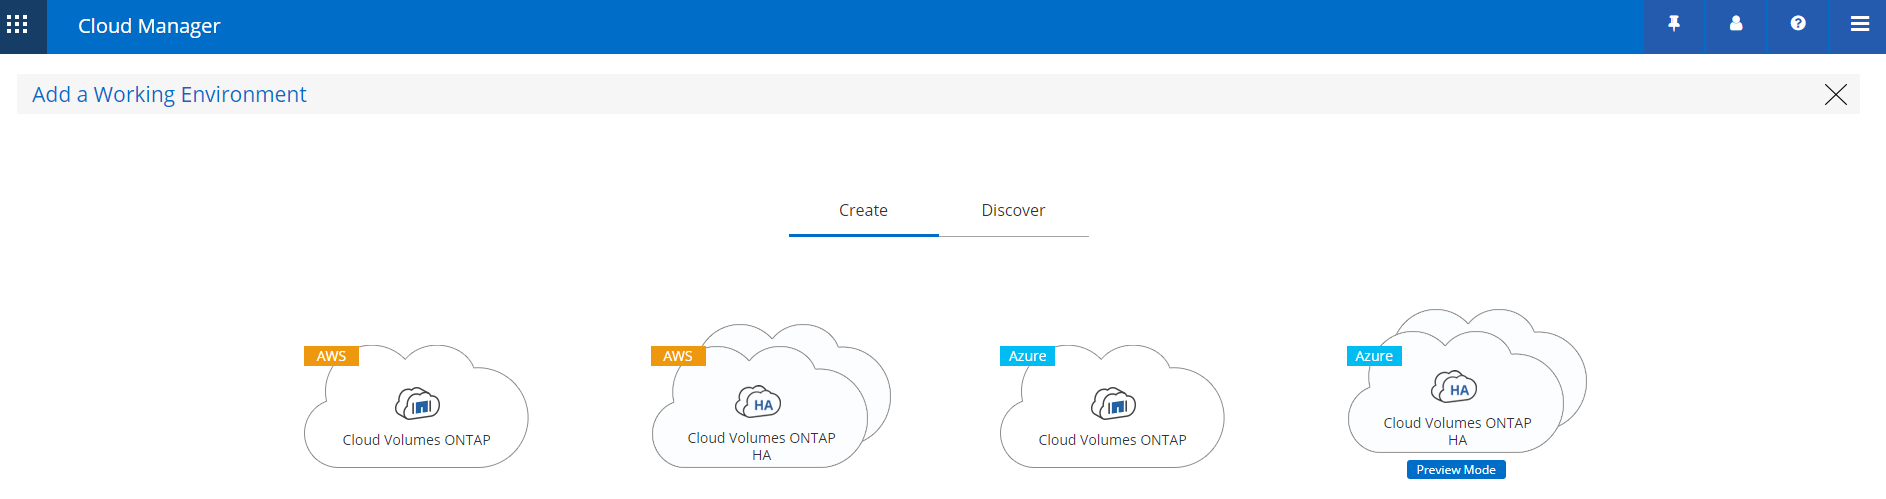 Cloud Manager
Add a Working Environment
Create
Discover
AWS
Cloud Volumes ONTAP
AWS
HA
Cloud Volumes ONTAP
HA
Azure
Cloud Volumes ONTAP
Azure
HA
Cloud Volumes ONTAP
HA
Preview Mode